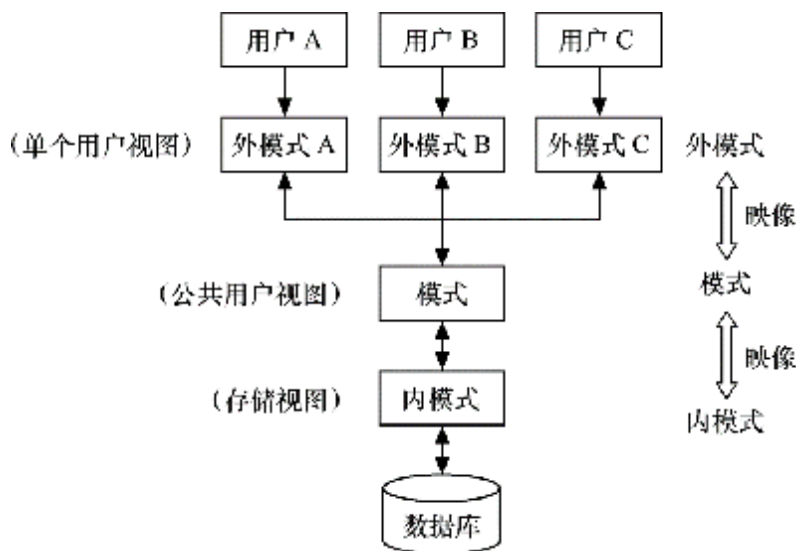 用户 A
用户 B
用户 C
(单个用户视图)
外模式 A
外模式 B
外模式 C
外模式
映像
(公共用户视图)
模式
模式
映像
(存储视图)
内模式
内模式
数据库